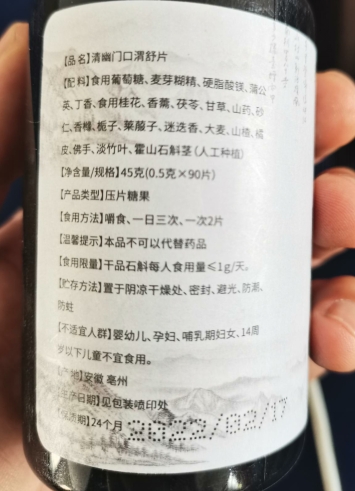 【品名】清幽门口渭舒片
【配料】食用葡萄糖、麦芽糊精、硬脂酸镁、蒲公
英、丁香、食用桂花、香薷、茯苓、甘草、山药、砂
仁、香橼、栀子、莱菔子、迷迭香、大麦、山楂、橘
皮、佛手、淡竹叶、霍山石斛茎（人工种植）
【净含量/规格】45克(0.5克×90片)
【产品类型】压片糖果
【食用方法】嚼食、一日三次、一次2片
【温馨提示】本品不可以代替药品
【食用限量】干品石斛每人食用量≤1g/天。
【贮存方法】置于阴凉干燥处、密封、避光、防潮、
防蛀
【不适宜人群】婴幼儿、孕妇、哺乳期妇女、14周
岁以下儿童不宜食用。
【产地】安徽 亳州
生产日期】见包装喷印处
保质期】24个月
2022/02/17